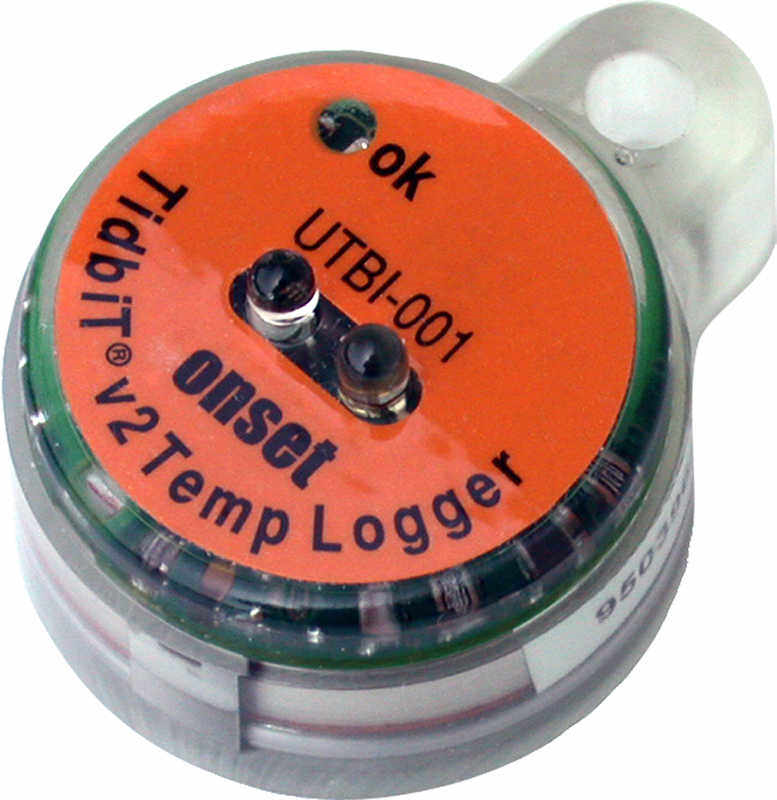 ok
UTBI-001
onset
TidbiT® v2 Temp Logger